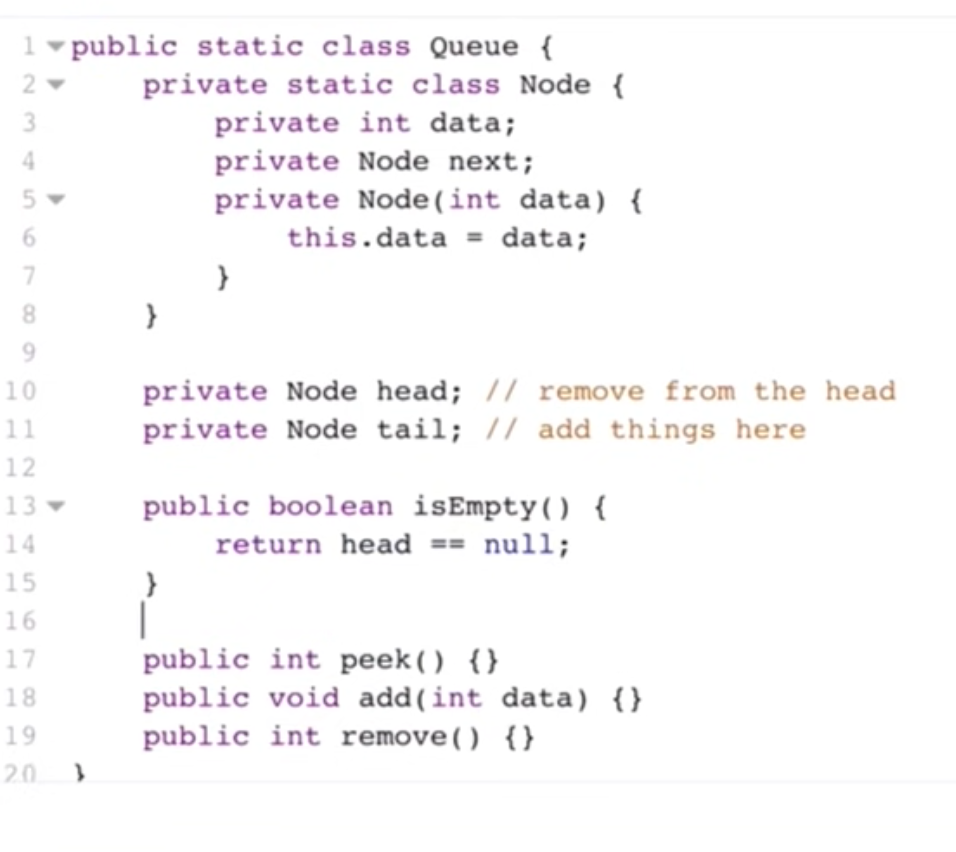 1 public static class Queue {
2 private static class Node {
3 private int data;
4 private Node next;
5 private Node(int data) {
6 this.data = data;
7 }
8 }
9
10 private Node head; // remove from the head
11 private Node tail; // add things here
12
13 public boolean isEmpty() {
14 return head == null;
15 }
16
17 public int peek() {}
18 public void add(int data) {}
19 public int remove() {}
20 }